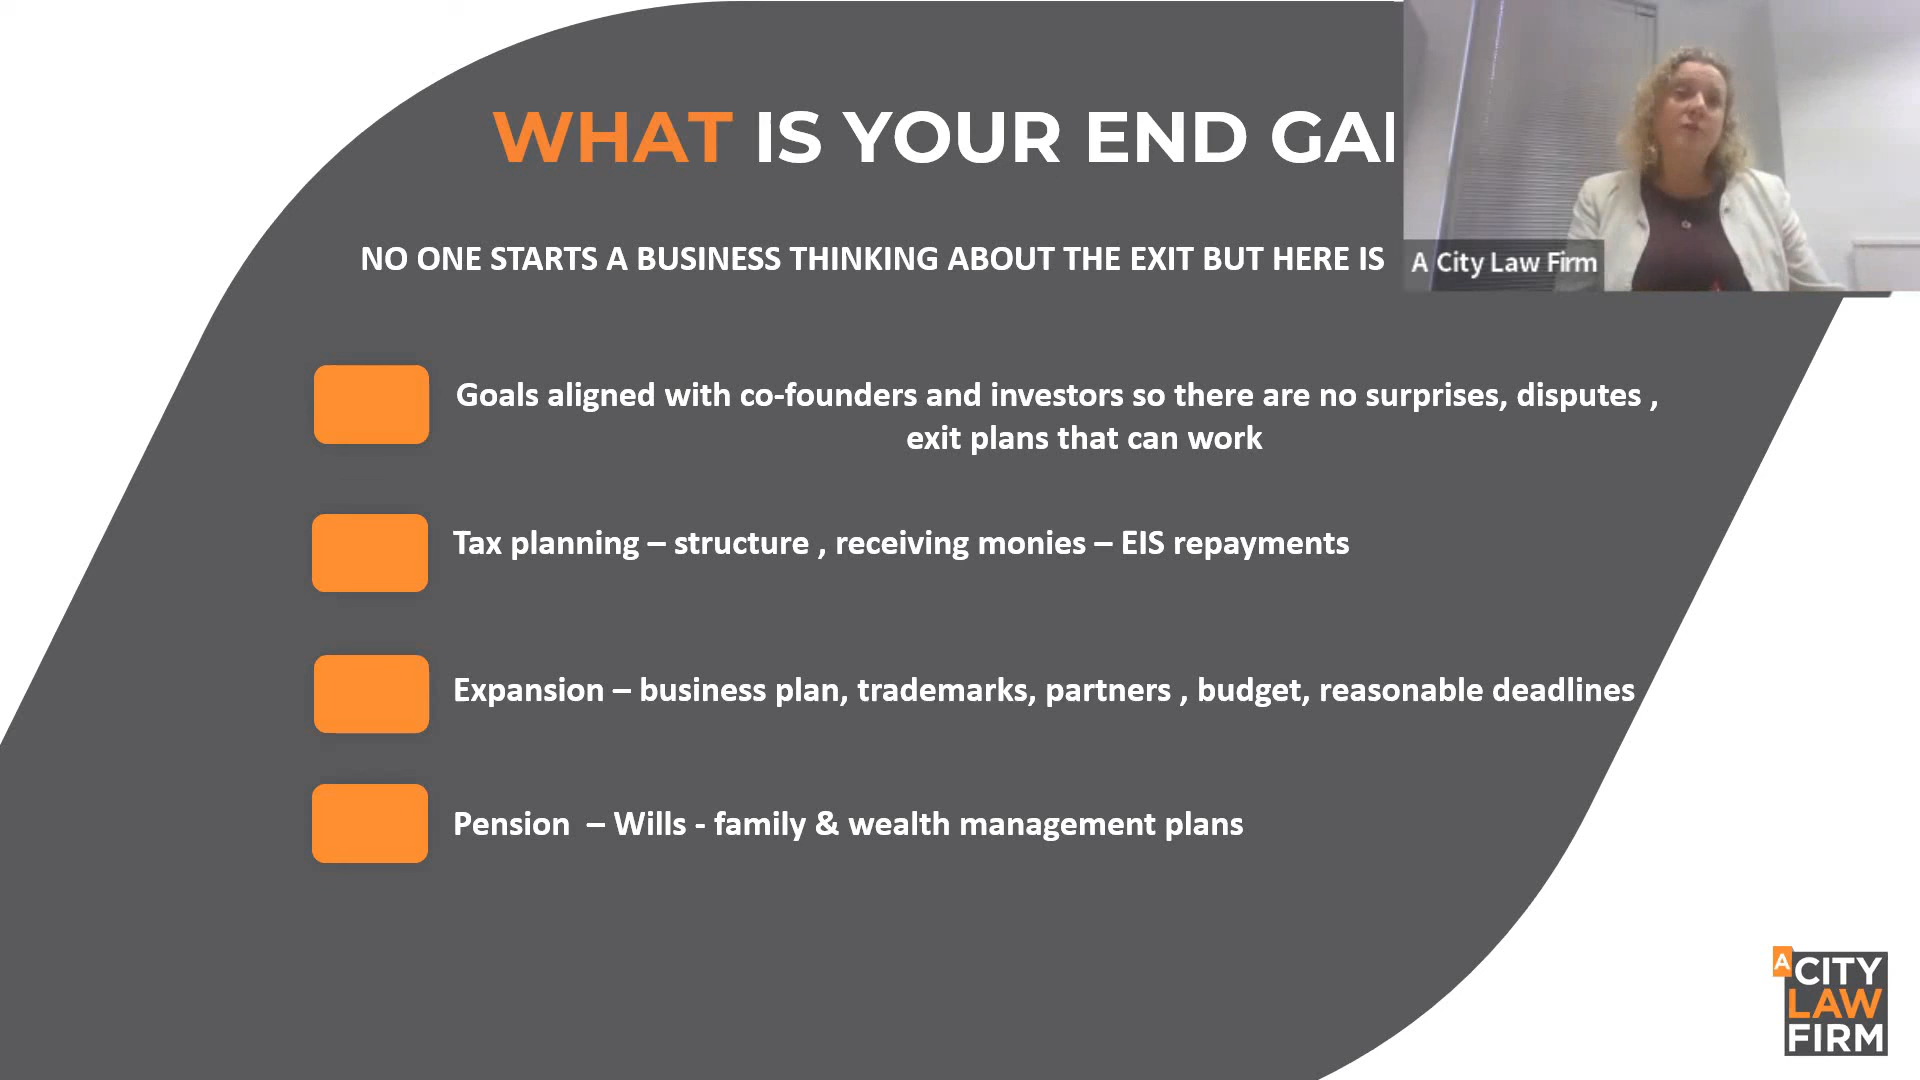 WHAT IS YOUR END
NO ONE STARTS A BUSINESS THINKING ABOUT THE EXIT BUT HERE IS
A City Law Firm
Goals aligned with co-founders and investors so there are no surprises, disputes ,
exit plans that can work
Tax planning – structure , receiving monies – EIS repayments
Expansion – business plan, trademarks, partners , budget, reasonable deadlines
Pension – Wills - family & wealth management plans
A CITY
LAW
FIRM